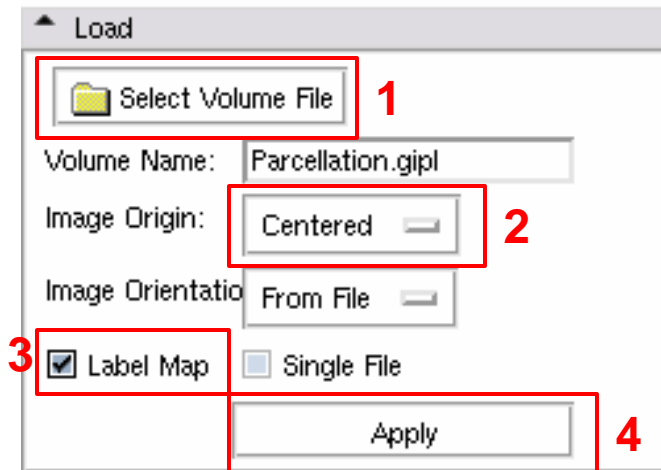 Load
Select Volume File 1
Volume Name: Parcellation.gipl
Image Origin: Centered 2
Image Orientatio From File
3 Label Map Single File
Apply 4